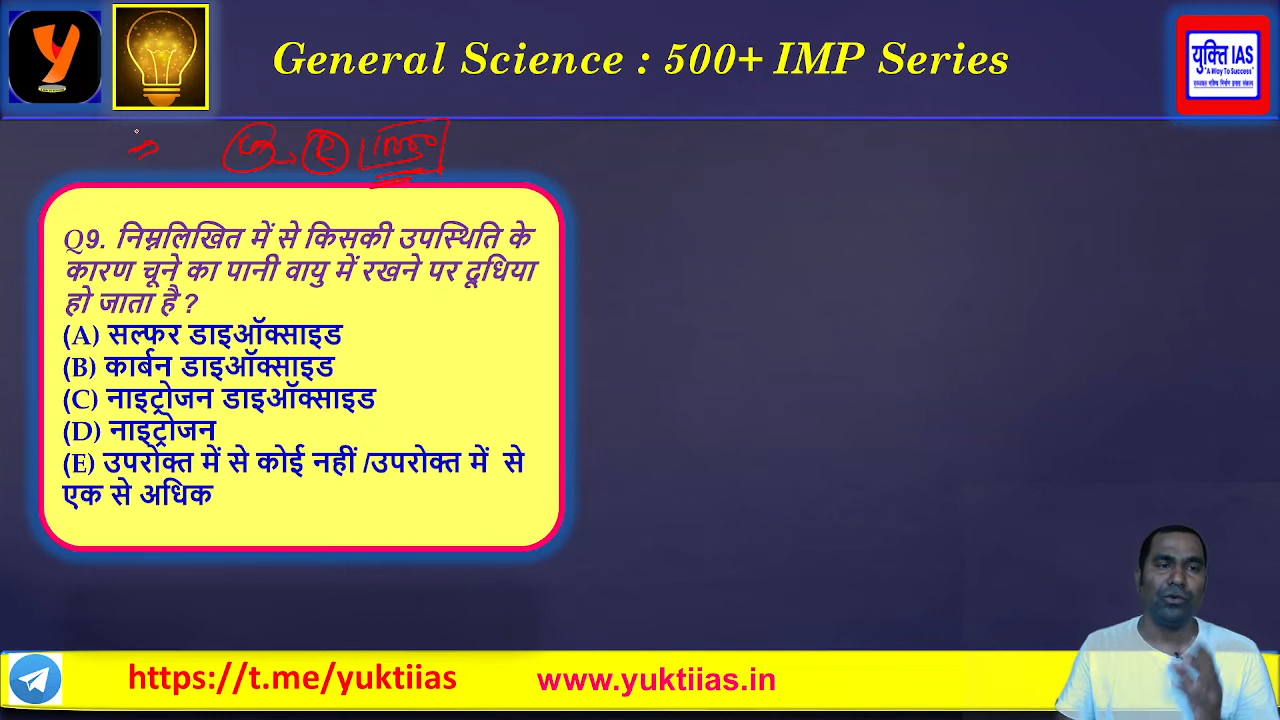 General Science : 500+ IMP Series
युक्ति IAS
"A Way To Success"
Q9. निम्नलिखित में से किसकी उपस्थिति के
कारण चूने का पानी वायु में रखने पर दूधिया
हो जाता है ?
(A) सल्फर डाइऑक्साइड
(B) कार्बन डाइऑक्साइड
(C) नाइट्रोजन डाइऑक्साइड
(D) नाइट्रोजन
(E) उपरोक्त में से कोई नहीं /उपरोक्त में से
एक से अधिक
https://t.me/yuktiias
www.yuktiias.in